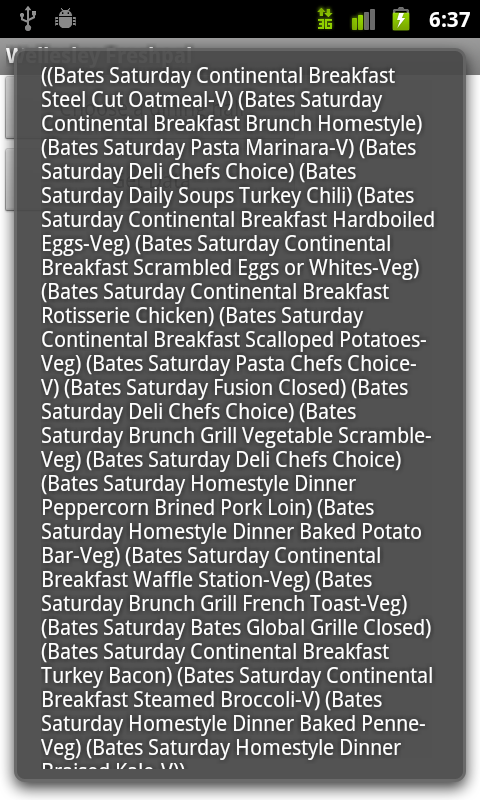 6:37
Wellesley Freshpal
((Bates Saturday Continental Breakfast
Steel Cut Oatmeal-V) (Bates Saturday
Continental Breakfast Brunch Homestyle)
(Bates Saturday Pasta Marinara-V) (Bates
Saturday Deli Chefs Choice) (Bates
Saturday Daily Soups Turkey Chili) (Bates
Saturday Continental Breakfast Hardboiled
Eggs-Veg) (Bates Saturday Continental
Breakfast Scrambled Eggs or Whites-Veg)
(Bates Saturday Continental Breakfast
Rotisserie Chicken) (Bates Saturday
Continental Breakfast Scalloped Potatoes-
Veg) (Bates Saturday Pasta Chefs Choice-
V) (Bates Saturday Fusion Closed) (Bates
Saturday Deli Chefs Choice) (Bates
Saturday Brunch Grill Vegetable Scramble-
Veg) (Bates Saturday Deli Chefs Choice)
(Bates Saturday Homestyle Dinner
Peppercorn Brined Pork Loin) (Bates
Saturday Homestyle Dinner Baked Potato
Bar-Veg) (Bates Saturday Continental
Breakfast Waffle Station-Veg) (Bates
Saturday Brunch Grill French Toast-Veg)
(Bates Saturday Bates Global Grille Closed)
(Bates Saturday Continental Breakfast
Turkey Bacon) (Bates Saturday Continental
Breakfast Steamed Broccoli-V) (Bates
Saturday Homestyle Dinner Baked Penne-
Veg) (Bates Saturday Homestyle Dinner
Braised Kale-V))